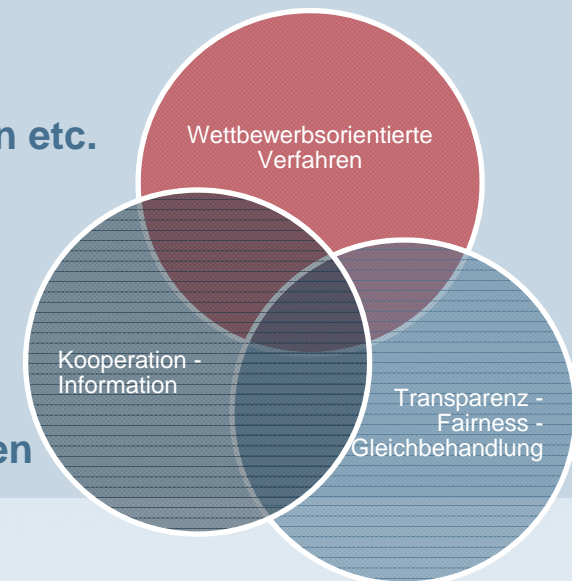 n etc.
Wettbewerbsorientierte
Verfahren
Kooperation -
Information
Transparenz -
Fairness -
Gleichbehandlung
en